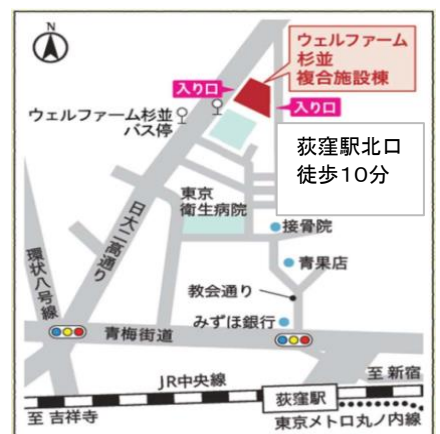 N
ウェルファーム
杉並
複合施設棟
入り口
入り口
ウェルファーム杉並
バス停
荻窪駅北口
徒歩10分
東京
衛生病院
接骨院
日大二高通り
青果店
環状八号線
教会通り
みずほ銀行
青梅街道
JR中央線
至 新宿
荻窪駅
至 吉祥寺
東京メトロ丸ノ内線